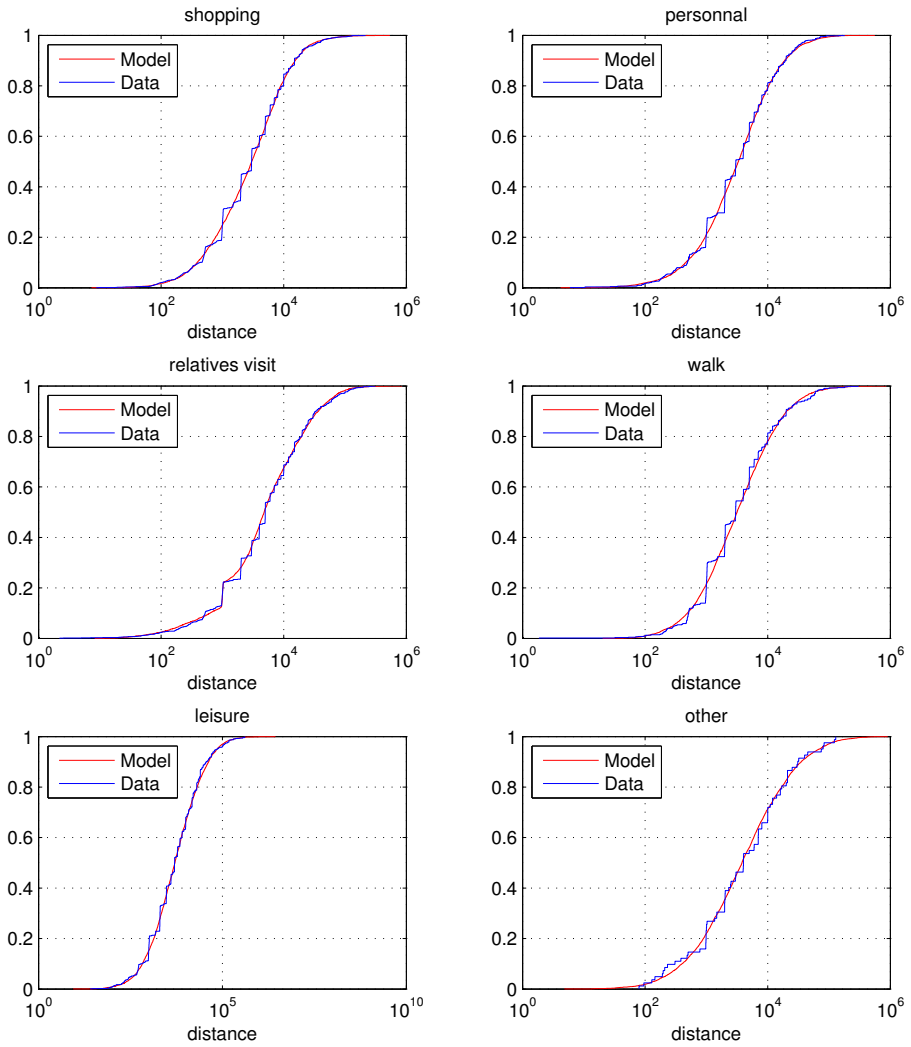 shopping
1
0.8
0.6
0.4
0.2
0
Model
Data
10^0
10^2
10^4
10^6
distance
personnal
1
0.8
0.6
0.4
0.2
0
Model
Data
10^0
10^2
10^4
10^6
distance
relatives visit
1
0.8
0.6
0.4
0.2
0
Model
Data
10^0
10^2
10^4
10^6
distance
walk
1
0.8
0.6
0.4
0.2
0
Model
Data
10^0
10^2
10^4
10^6
distance
leisure
1
0.8
0.6
0.4
0.2
0
Model
Data
10^0
10^5
10^10
distance
other
1
0.8
0.6
0.4
0.2
0
Model
Data
10^0
10^2
10^4
10^6
distance